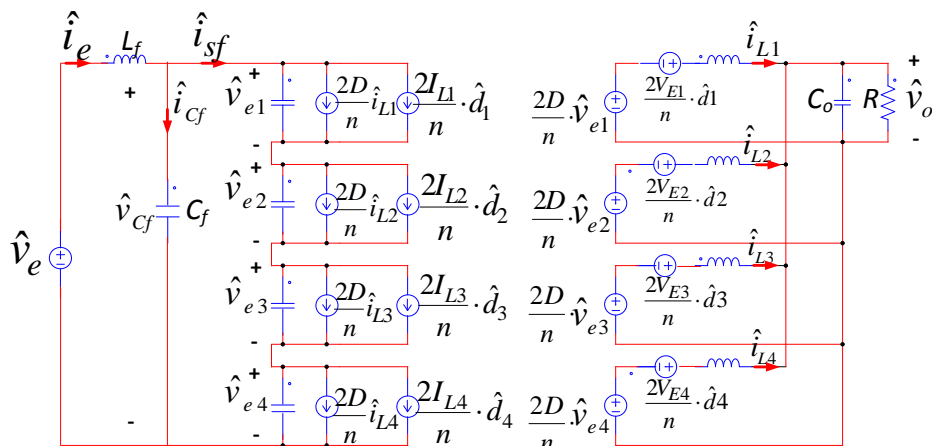 î_e L_f î_sf
+ î_Cf v̂_Cf C_f -
v̂_e
+ v̂_e1 - 2D/n î_L1 2I_L1/n · d̂_1
+ v̂_e2 - 2D/n î_L2 2I_L2/n · d̂_2
+ v̂_e3 - 2D/n î_L3 2I_L3/n · d̂_3
+ v̂_e4 - 2D/n î_L4 2I_L4/n · d̂_4
2D/n · v̂_e1 2V_E1/n · d̂1 î_L1
2D/n · v̂_e2 2V_E2/n · d̂2 î_L2
2D/n · v̂_e3 2V_E3/n · d̂3 î_L3
2D/n · v̂_e4 2V_E4/n · d̂4 î_L4
C_o R + v̂_o -